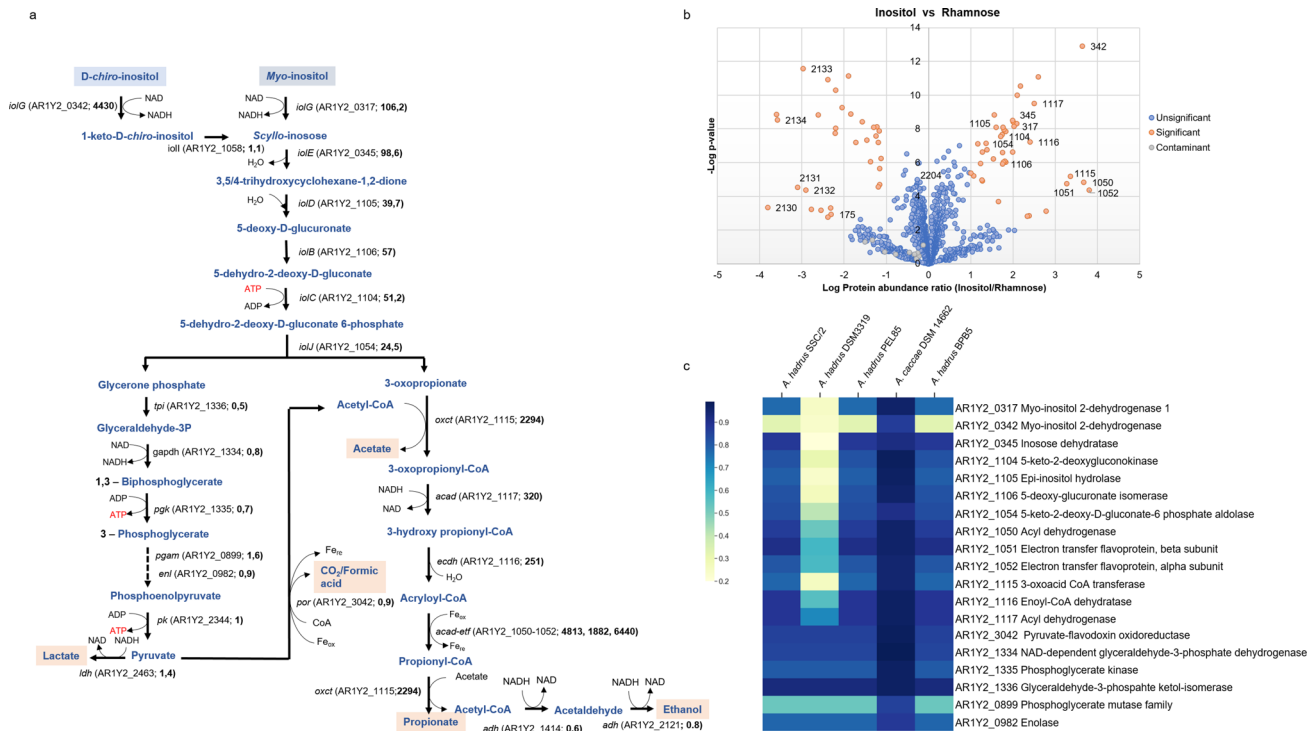 a
D-chiro-inositol
Myo-inositol
iolG (AR1Y2_0342; 4430)
NAD
NADH
NAD
NADH
iolG (AR1Y2_0317; 106,2)
1-keto-D-chiro-inositol
Scyllo-inosose
iolI (AR1Y2_1058; 1,1)
H2O
iolE (AR1Y2_0345; 98,6)
3,5/4-trihydroxycyclohexane-1,2-dione
H2O
iolD (AR1Y2_1105; 39,7)
5-deoxy-D-glucuronate
iolB (AR1Y2_1106; 57)
5-dehydro-2-deoxy-D-gluconate
ATP
ADP
iolC (AR1Y2_1104; 51,2)
5-dehydro-2-deoxy-D-gluconate 6-phosphate
iolJ (AR1Y2_1054; 24,5)
Glycerone phosphate
tpi (AR1Y2_1336; 0,5)
Glyceraldehyde-3P
NAD
NADH
gapdh (AR1Y2_1334; 0,8)
1,3 – Biphosphoglycerate
ADP
ATP
pgk (AR1Y2_1335; 0,7)
3 – Phosphoglycerate
pgam (AR1Y2_0899; 1,6)
enl (AR1Y2_0982; 0,9)
Phosphoenolpyruvate
ADP
ATP
pk (AR1Y2_2344; 1)
NAD
NADH
Lactate
Pyruvate
ldh (AR1Y2_2463; 1,4)
Fere
CO2/Formic
acid
por (AR1Y2_3042; 0,9)
CoA
Feox
3-oxopropionate
Acetyl-CoA
oxct (AR1Y2_1115; 2294)
Acetate
3-oxopropionyl-CoA
NADH
NAD
acad (AR1Y2_1117; 320)
3-hydroxy propionyl-CoA
ecdh (AR1Y2_1116; 251)
H2O
Acryloyl-CoA
Feox
acad-etf (AR1Y2_1050-1052; 4813, 1882, 6440)
Fere
Propionyl-CoA
oxct (AR1Y2_1115;2294)
Acetate
NADH
NAD
NADH
NAD
Propionate
Acetyl-CoA
Acetaldehyde
Ethanol
adh (AR1Y2_1414; 0,6)
adh (AR1Y2_2121; 0.8)
b
Inositol vs Rhamnose
-Log p-value
14
12
10
8
6
4
2
0
342
2133
1117
2134
345
1105
317
1104
1054
1116
1106
2204
1115
2131
1050
2132
1051
1052
2130
175
-5
-4
-3
-2
-1
0
1
2
3
4
5
Log Protein abundance ratio (Inositol/Rhamnose)
Unsignificant
Significant
Contaminant
c
A. hadrus SSC/2
A. hadrus DSM3319
A. hadrus PEL85
A. caccae DSM 14662
A. hadrus BPB5
0.9
0.8
0.7
0.6
0.5
0.4
0.3
0.2
AR1Y2_0317 Myo-inositol 2-dehydrogenase 1
AR1Y2_0342 Myo-inositol 2-dehydrogenase
AR1Y2_0345 Inosose dehydratase
AR1Y2_1104 5-keto-2-deoxygluconokinase
AR1Y2_1105 Epi-inositol hydrolase
AR1Y2_1106 5-deoxy-glucuronate isomerase
AR1Y2_1054 5-keto-2-deoxy-D-gluconate-6 phosphate aldolase
AR1Y2_1050 Acyl dehydrogenase
AR1Y2_1051 Electron transfer flavoprotein, beta subunit
AR1Y2_1052 Electron transfer flavoprotein, alpha subunit
AR1Y2_1115 3-oxoacid CoA transferase
AR1Y2_1116 Enoyl-CoA dehydratase
AR1Y2_1117 Acyl dehydrogenase
AR1Y2_3042 Pyruvate-flavodoxin oxidoreductase
AR1Y2_1334 NAD-dependent glyceraldehyde-3-phosphate dehydrogenase
AR1Y2_1335 Phosphoglycerate kinase
AR1Y2_1336 Glyceraldehyde-3-phospahte ketol-isomerase
AR1Y2_0899 Phosphoglycerate mutase family
AR1Y2_0982 Enolase